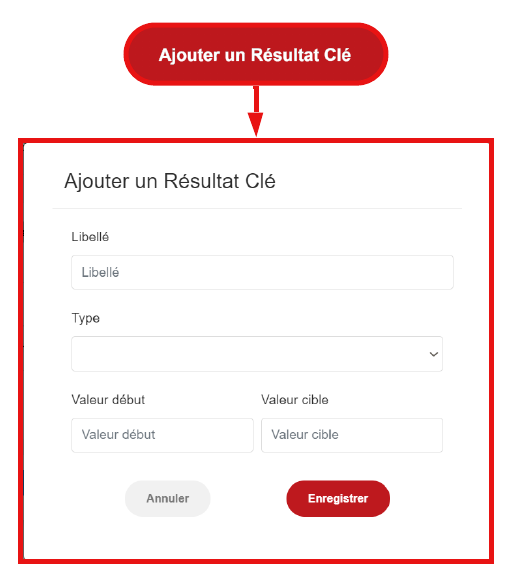 Ajouter un Résultat Clé
Ajouter un Résultat Clé
Libellé
Libellé
Type
Valeur début Valeur cible
Valeur début Valeur cible
Annuler Enregistrer